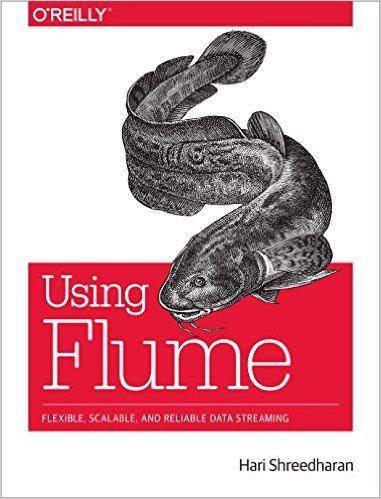 O'REILLY®
Using
Flume
FLEXIBLE, SCALABLE, AND RELIABLE DATA STREAMING
Hari Shreedharan